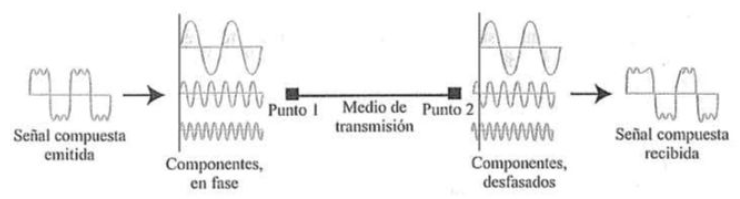 Señal compuesta
emitida
Componentes,
en fase
Punto 1
Medio de
transmisión
Punto 2
Componentes,
desfasados
Señal compuesta
recibida